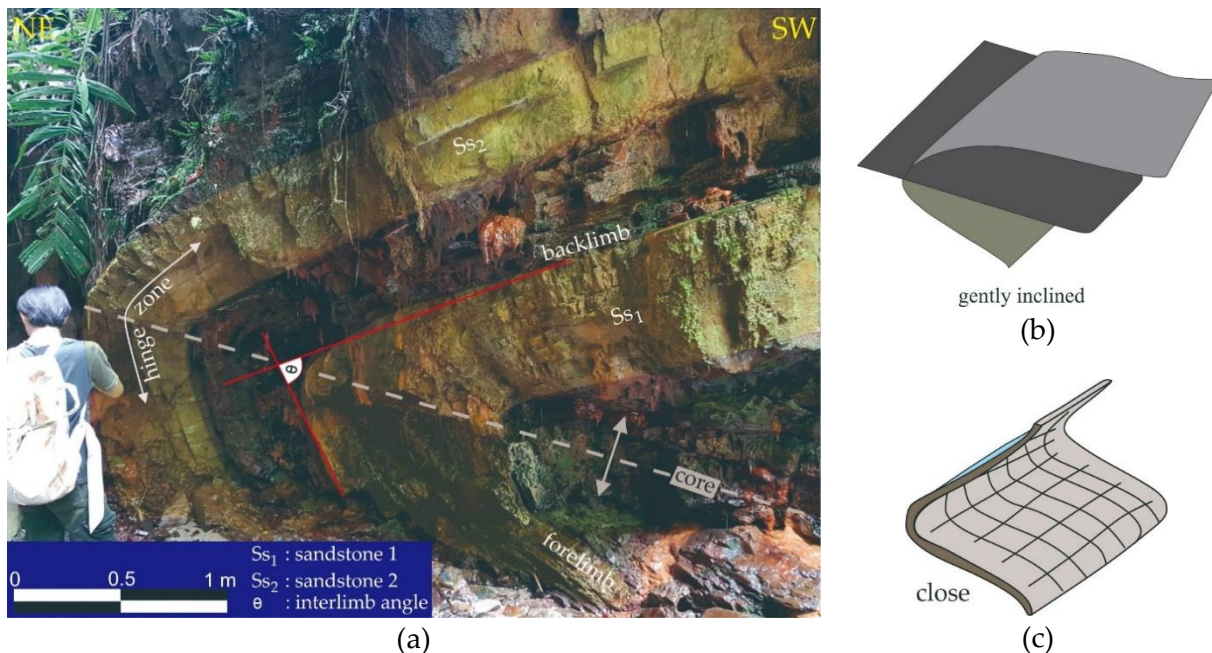 NE
SW
Ss2
backlimb
Ss1
hinge zone
θ
core
forelimb
Ss1 : sandstone 1
Ss2 : sandstone 2
θ : interlimb angle
0 0.5 1 m
(a)
gently inclined
(b)
close
(c)